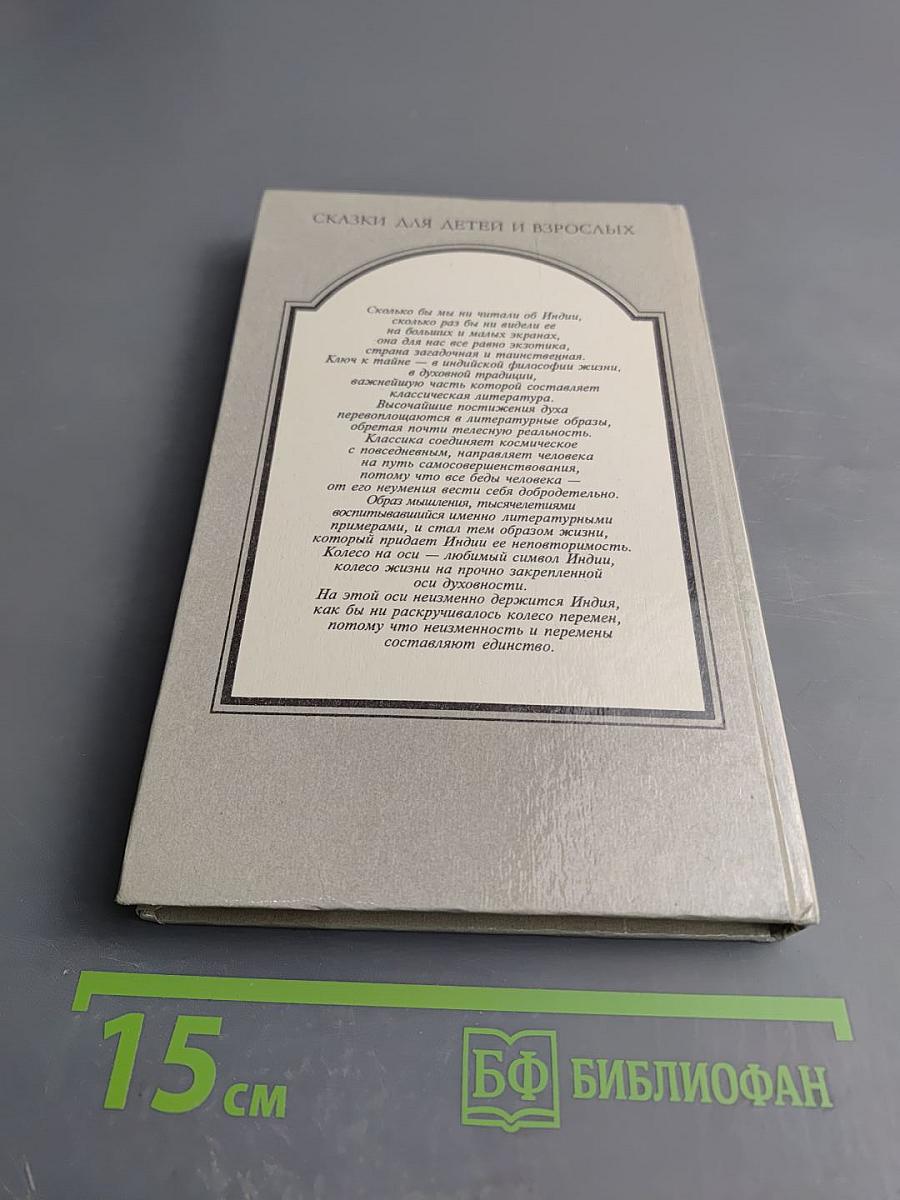 СКАЗКИ ДЛЯ ДЕТЕЙ И ВЗРОСЛЫХ
Сколько бы мы ни читали об Индии,
сколько раз бы ни видели ее
на больших и малых экранах,
она для нас все равно экзотика,
страна загадочная и таинственная.
Ключ к тайне — в индийской философии жизни,
в духовной традиции,
важнейшую часть которой составляет
классическая литература.
Высочайшие постижения духа
перевоплощаются в литературные образы,
обретая почти телесную реальность.
Классика соединяет космическое
с повседневным, направляет человека
на путь самосовершенствования,
потому что все беды человека —
от его неумения вести себя добродетельно.
Образ мышления, тысячелетиями
воспитывавшийся именно литературными
примерами, и стал тем образом жизни,
который придает Индии ее неповторимость.
Колесо на оси — любимый символ Индии,
колесо жизни на прочно закрепленной
оси духовности.
На этой оси неизменно держится Индия,
как бы ни раскручивалось колесо перемен,
потому что неизменность и перемены
составляют единство.
15 см
БФ БИБЛИОФАН